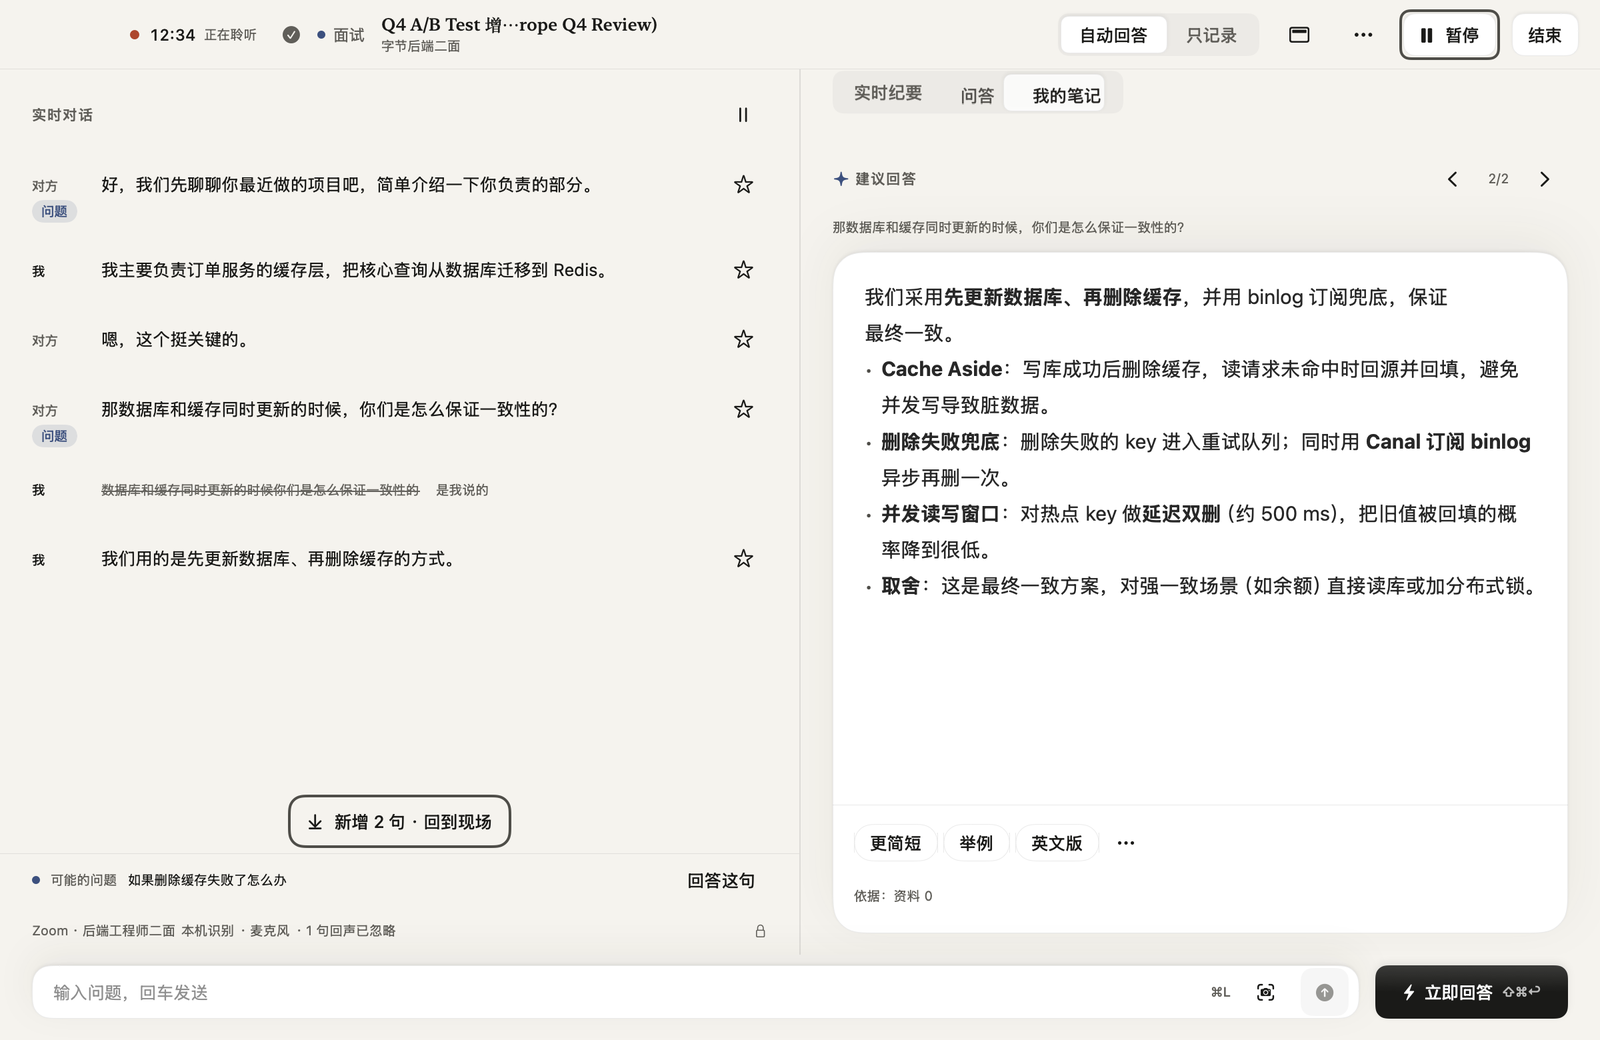 12:34 正在聆听 面试 Q4 A/B Test 增···rope Q4 Review)
字节后端二面
自动回答 只记录 暂停 结束
实时对话
对方 好，我们先聊聊你最近做的项目吧，简单介绍一下你负责的部分。
问题
我 我主要负责订单服务的缓存层，把核心查询从数据库迁移到 Redis。
对方 嗯，这个挺关键的。
对方 那数据库和缓存同时更新的时候，你们是怎么保证一致性的？
问题
我 数据库和缓存同时更新的时候你们是怎么保证一致性的 是我说的
我 我们用的是先更新数据库、再删除缓存的方式。
新增 2 句 · 回到现场
可能的问题 如果删除缓存失败了怎么办 回答这句
Zoom · 后端工程师二面 本机识别 · 麦克风 · 1 句回声已忽略
实时纪要 问答 我的笔记
建议回答 2/2
那数据库和缓存同时更新的时候，你们是怎么保证一致性的？
我们采用先更新数据库、再删除缓存，并用 binlog 订阅兜底，保证
最终一致。
• Cache Aside：写库成功后删除缓存，读请求未命中时回源并回填，避免
并发写导致脏数据。
• 删除失败兜底：删除失败的 key 进入重试队列；同时用 Canal 订阅 binlog
异步再删一次。
• 并发读写窗口：对热点 key 做延迟双删（约 500 ms），把旧值被回填的概
率降到很低。
• 取舍：这是最终一致方案，对强一致场景（如余额）直接读库或加分布式锁。
更简短 举例 英文版
依据：资料 0
输入问题，回车发送 ⌘L 立即回答 ⇧⌘↩